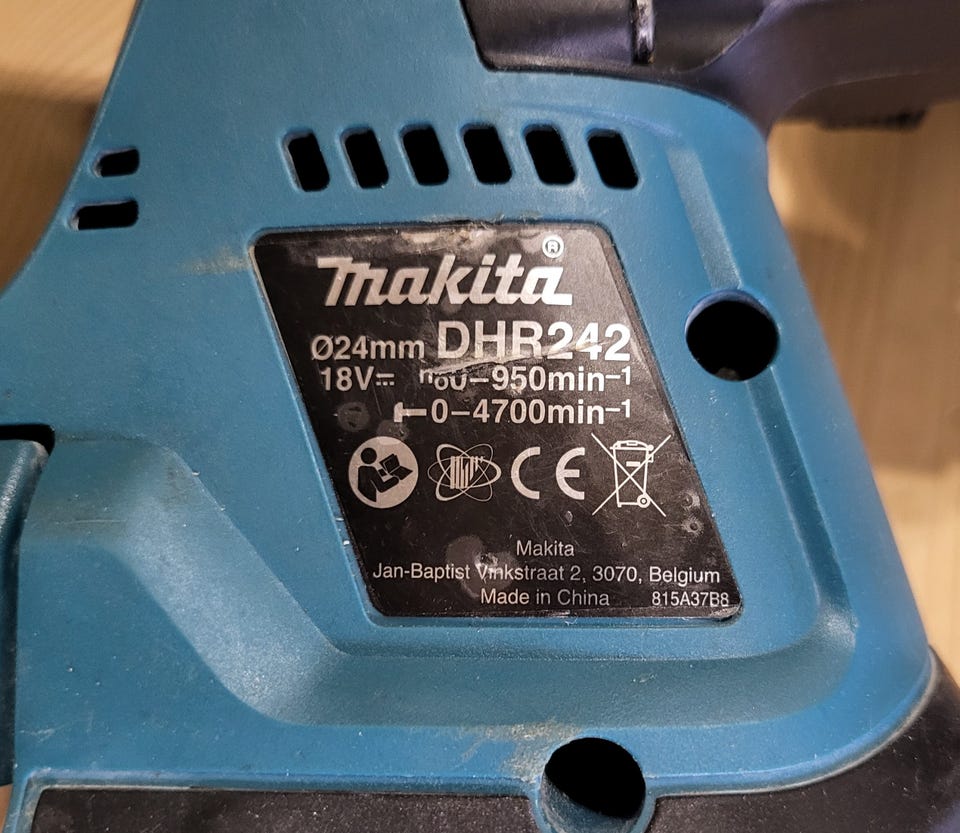 Makita®
Ø24mm DHR242
18V⎓ 0–950min⁻¹
0–4700min⁻¹
CE
Makita
Jan-Baptist Vinkstraat 2, 3070, Belgium
Made in China 815A37B8